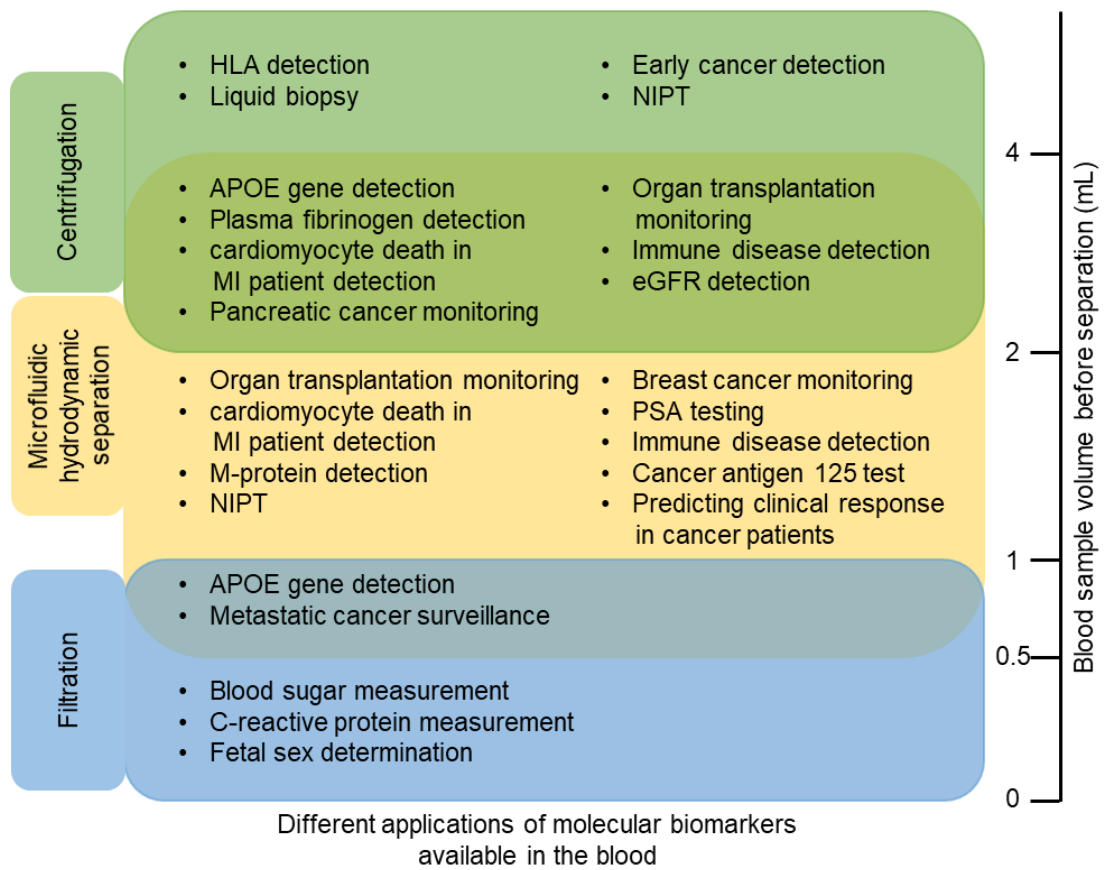 Centrifugation
• HLA detection
• Liquid biopsy
• Early cancer detection
• NIPT
• APOE gene detection
• Plasma fibrinogen detection
• cardiomyocyte death in
MI patient detection
• Pancreatic cancer monitoring
• Organ transplantation
monitoring
• Immune disease detection
• eGFR detection
Microfluidic
hydrodynamic
separation
• Organ transplantation monitoring
• cardiomyocyte death in
MI patient detection
• M-protein detection
• NIPT
• Breast cancer monitoring
• PSA testing
• Immune disease detection
• Cancer antigen 125 test
• Predicting clinical response
in cancer patients
Filtration
• APOE gene detection
• Metastatic cancer surveillance
• Blood sugar measurement
• C-reactive protein measurement
• Fetal sex determination
4
2
1
0.5
0
Blood sample volume before separation (mL)
Different applications of molecular biomarkers
available in the blood